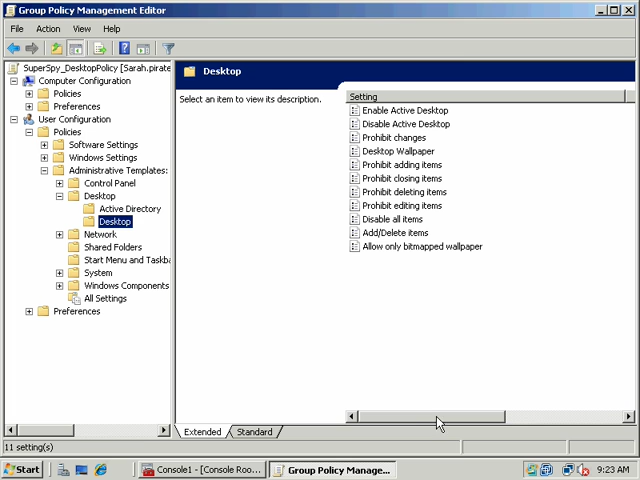 Group Policy Management Editor
File Action View Help
SuperSpy_DesktopPolicy [Sarah.pirate
Computer Configuration
Policies
Preferences
User Configuration
Policies
Software Settings
Windows Settings
Administrative Templates:
Control Panel
Desktop
Active Directory
Desktop
Network
Shared Folders
Start Menu and Taskba
System
Windows Components
All Settings
Preferences
Desktop
Select an item to view its description.
Setting
Enable Active Desktop
Disable Active Desktop
Prohibit changes
Desktop Wallpaper
Prohibit adding items
Prohibit closing items
Prohibit deleting items
Prohibit editing items
Disable all items
Add/Delete items
Allow only bitmapped wallpaper
Extended Standard
11 setting(s)
Start Console1 - [Console Roo... Group Policy Manage... 9:23 AM